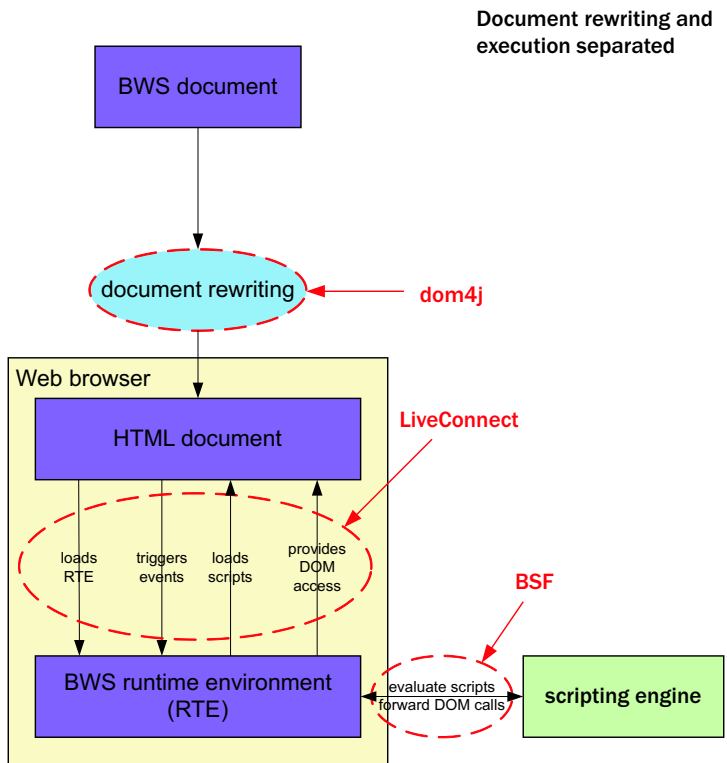 Document rewriting and
execution separated
BWS document
document rewriting
dom4j
Web browser
HTML document
LiveConnect
loads
RTE
triggers
events
loads
scripts
provides
DOM
access
BSF
BWS runtime environment
(RTE)
evaluate scripts
forward DOM calls
scripting engine